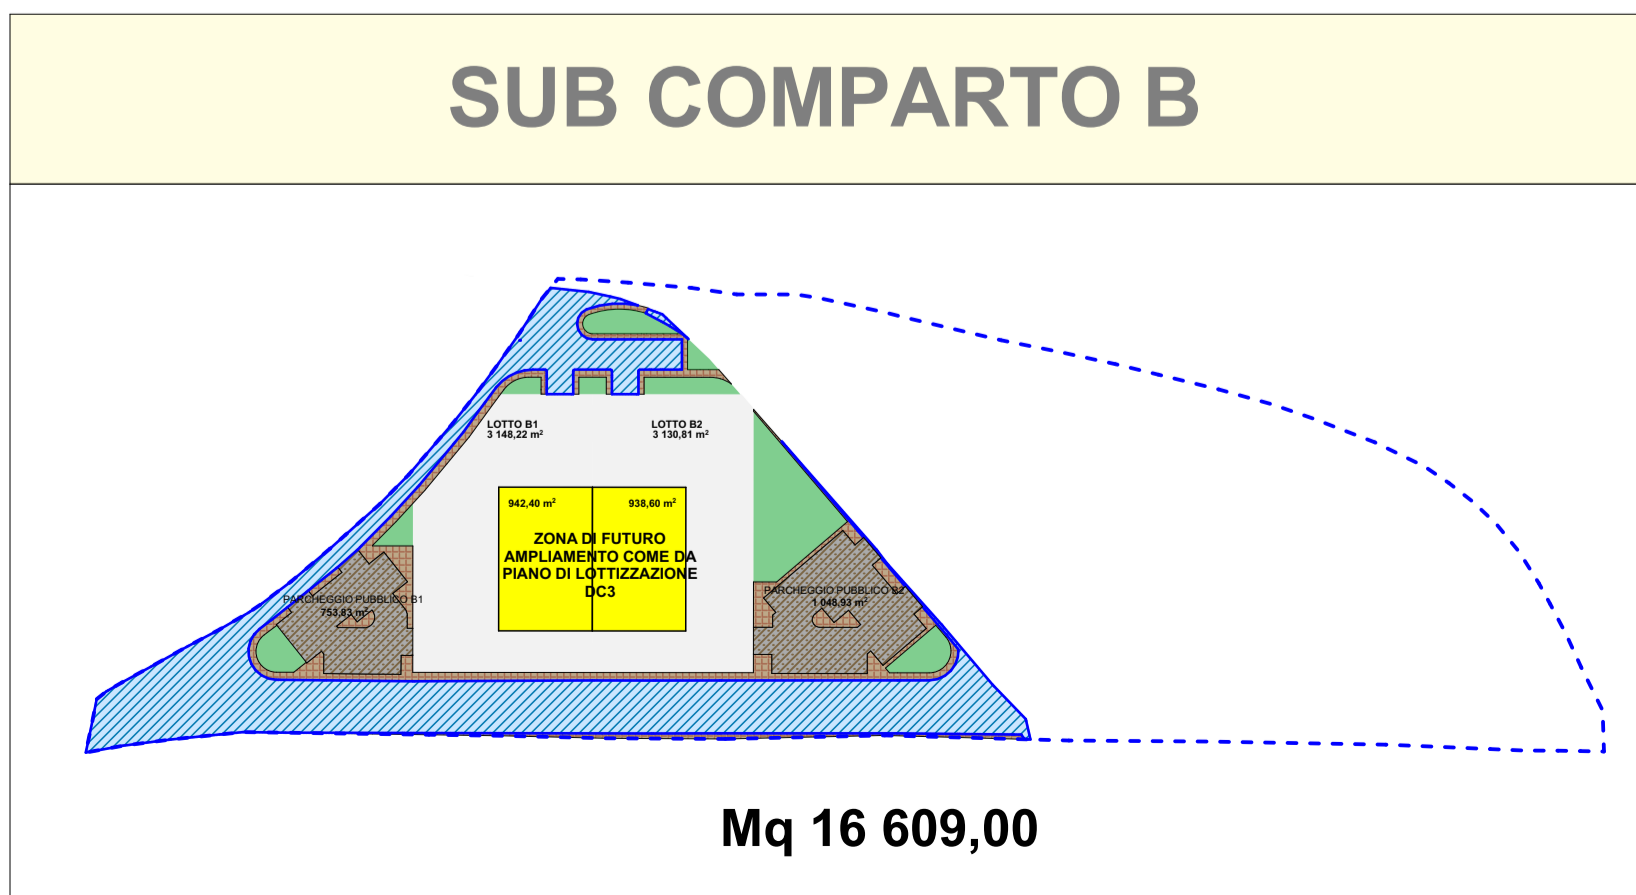 SUB COMPARTO B
LOTTO B1
3 148,22 m²
LOTTO B2
3 130,81 m²
942,40 m²
938,60 m²
ZONA DI FUTURO
AMPLIAMENTO COME DA
PIANO DI LOTTIZZAZIONE
DC3
PARCHEGGIO PUBBLICO B1
753,83 m²
PARCHEGGIO PUBBLICO B2
1 048,93 m²
Mq 16 609,00